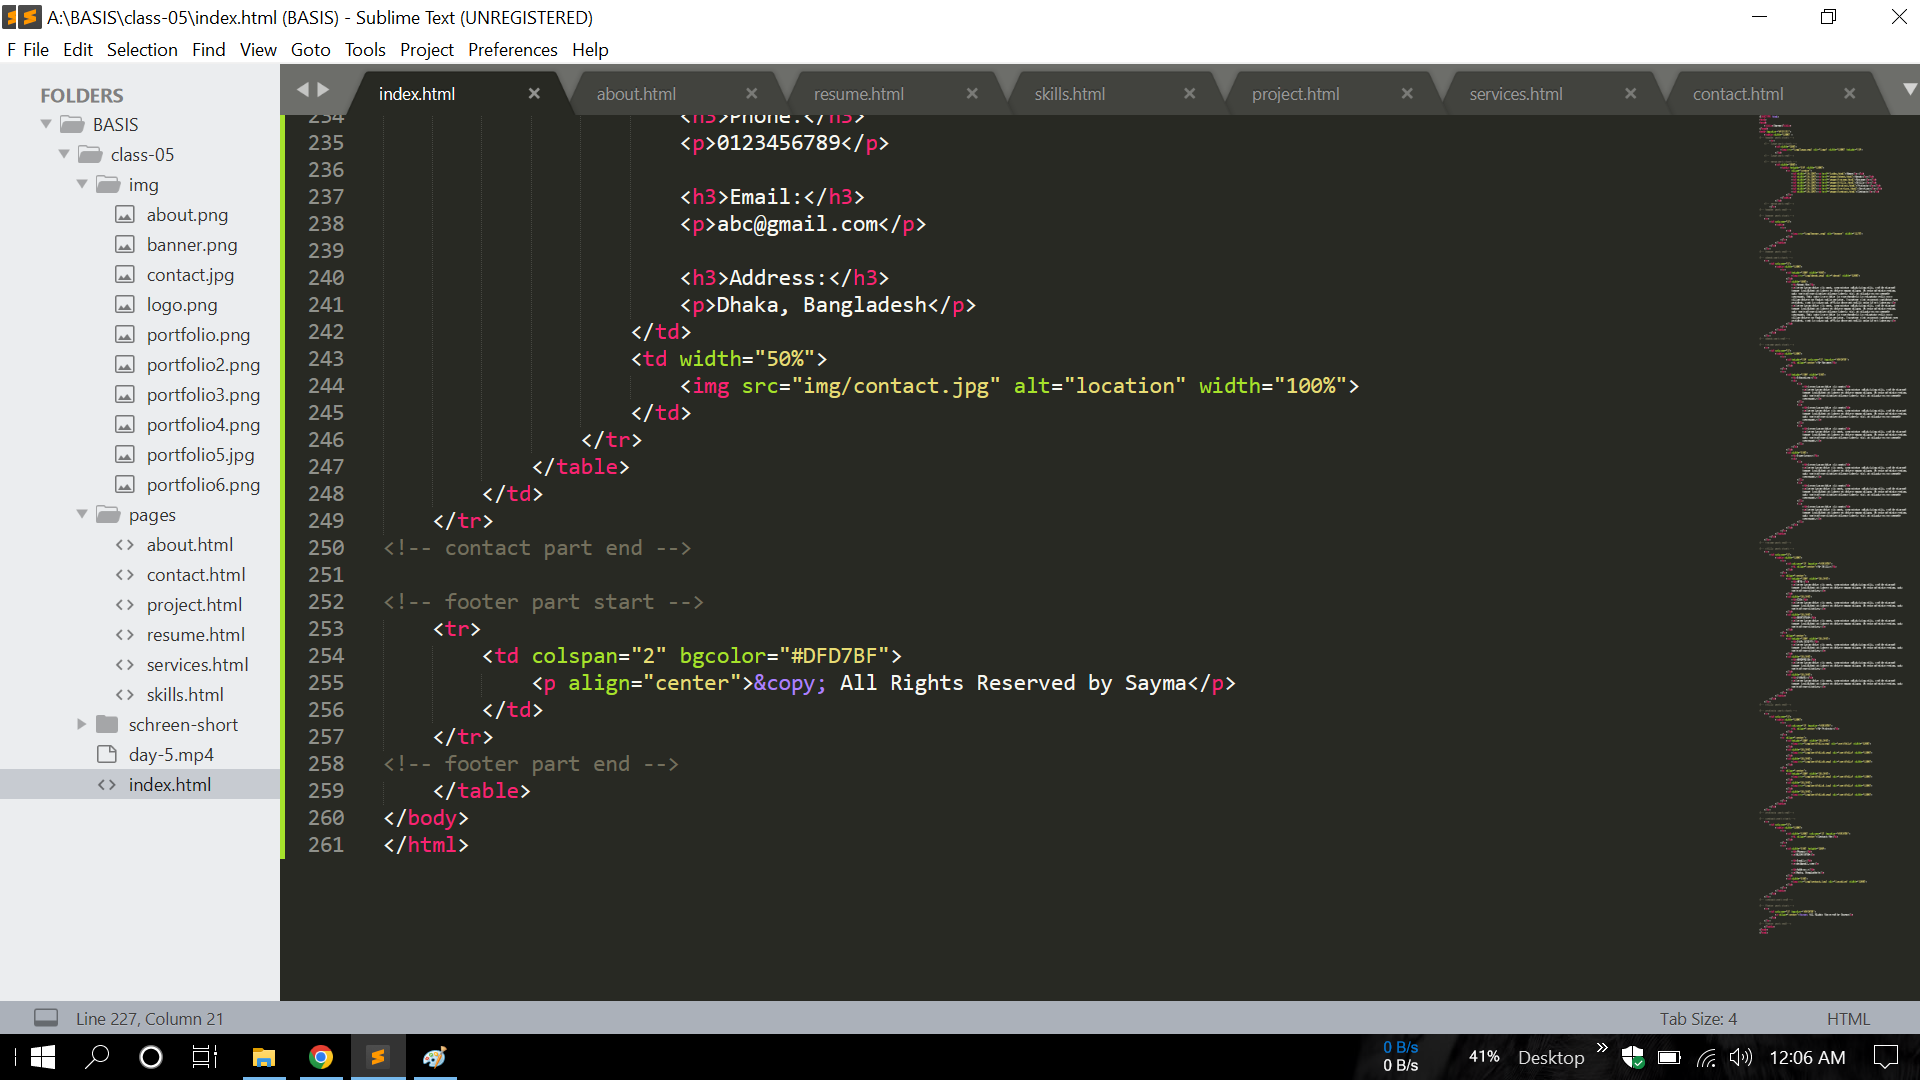 A:\BASIS\class-05\index.html (BASIS) - Sublime Text (UNREGISTERED)
F File Edit Selection Find View Goto Tools Project Preferences Help
FOLDERS
BASIS
class-05
img
about.png
banner.png
contact.jpg
logo.png
portfolio.png
portfolio2.png
portfolio3.png
portfolio4.png
portfolio5.jpg
portfolio6.png
pages
about.html
contact.html
project.html
resume.html
services.html
skills.html
schreen-short
day-5.mp4
index.html
index.html about.html resume.html skills.html project.html services.html contact.html
234 <h3>Phone:</h3>
235 <p>0123456789</p>
236
237 <h3>Email:</h3>
238 <p>abc@gmail.com</p>
239
240 <h3>Address:</h3>
241 <p>Dhaka, Bangladesh</p>
242 </td>
243 <td width="50%">
244 <img src="img/contact.jpg" alt="location" width="100%">
245 </td>
246 </tr>
247 </table>
248 </td>
249 </tr>
250 <!-- contact part end -->
251
252 <!-- footer part start -->
253 <tr>
254 <td colspan="2" bgcolor="#DFD7BF">
255 <p align="center">&copy; All Rights Reserved by Sayma</p>
256 </td>
257 </tr>
258 <!-- footer part end -->
259 </table>
260 </body>
261 </html>
Line 227, Column 21
Tab Size: 4
HTML
0 B/s
0 B/s
41% Desktop 12:06 AM